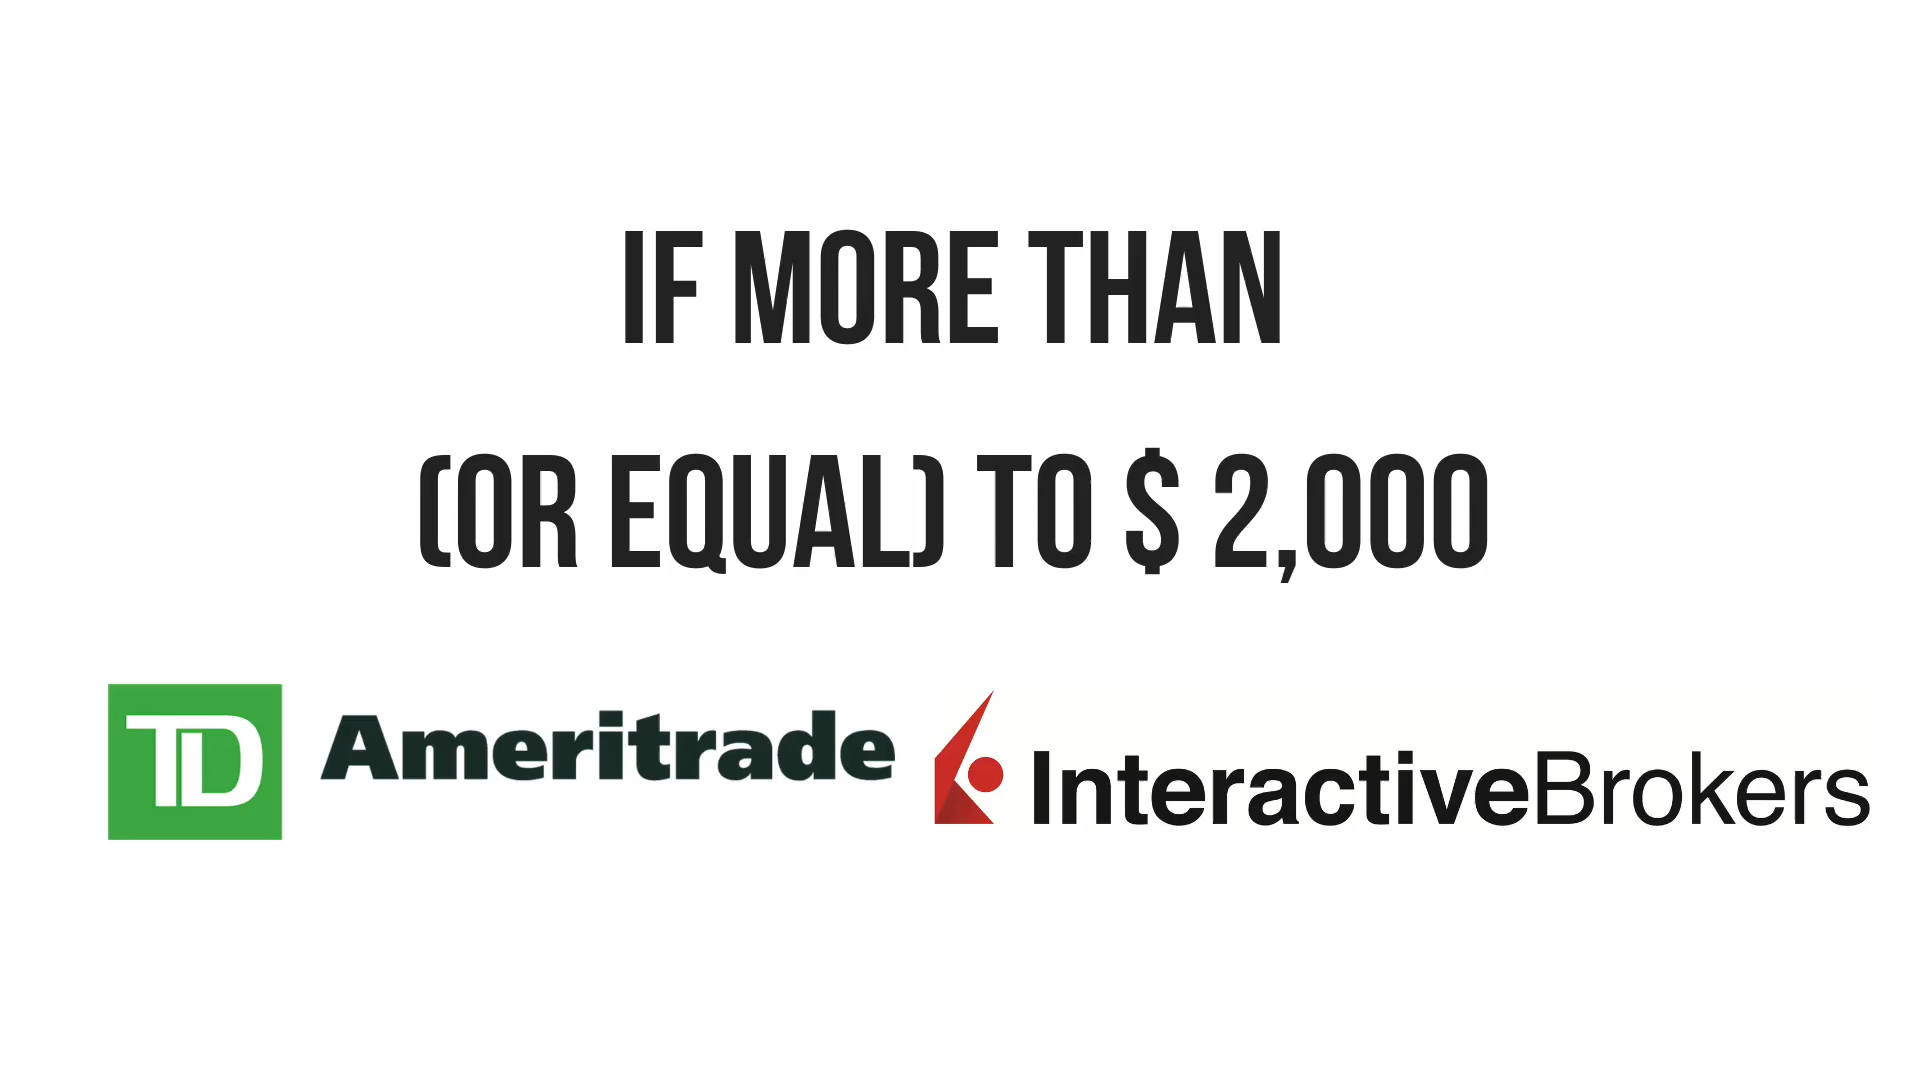 IF MORE THAN
(OR EQUAL) TO $ 2,000
TD Ameritrade
InteractiveBrokers